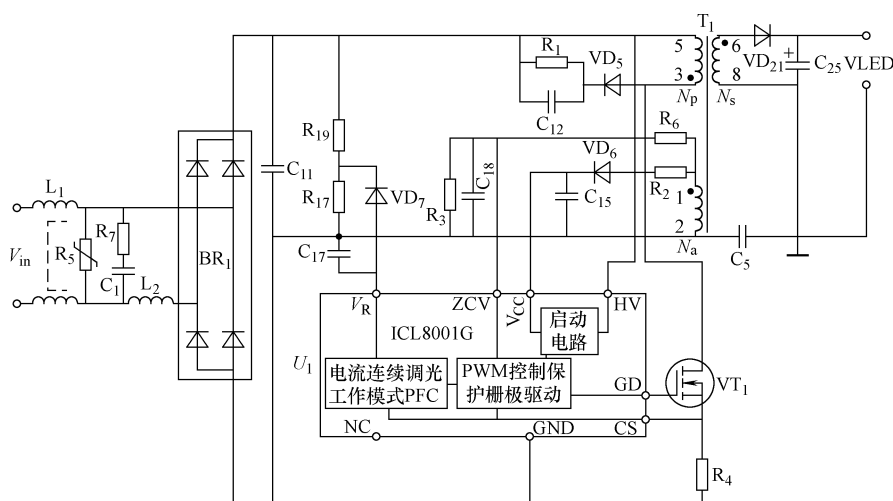 T₁
R₁
VD₅
5
6
3
8
VD₂₁
+
C₂₅
VLED
Nₚ
Nₛ
C₁₂
R₁₉
R₆
VD₆
C₁₁
C₁₈
R₁₇
VD₇
R₃
C₁₅
R₂
1
2
Nₐ
L₁
R₇
Vᵢₙ
R₅
BR₁
C₁₇
C₅
C₁
L₂
V_R
ZCV
V_CC
HV
ICL8001G
启动
电路
U₁
电流连续调光
工作模式PFC
PWM控制保
护栅极驱动
GD
VT₁
NC
GND
CS
R₄